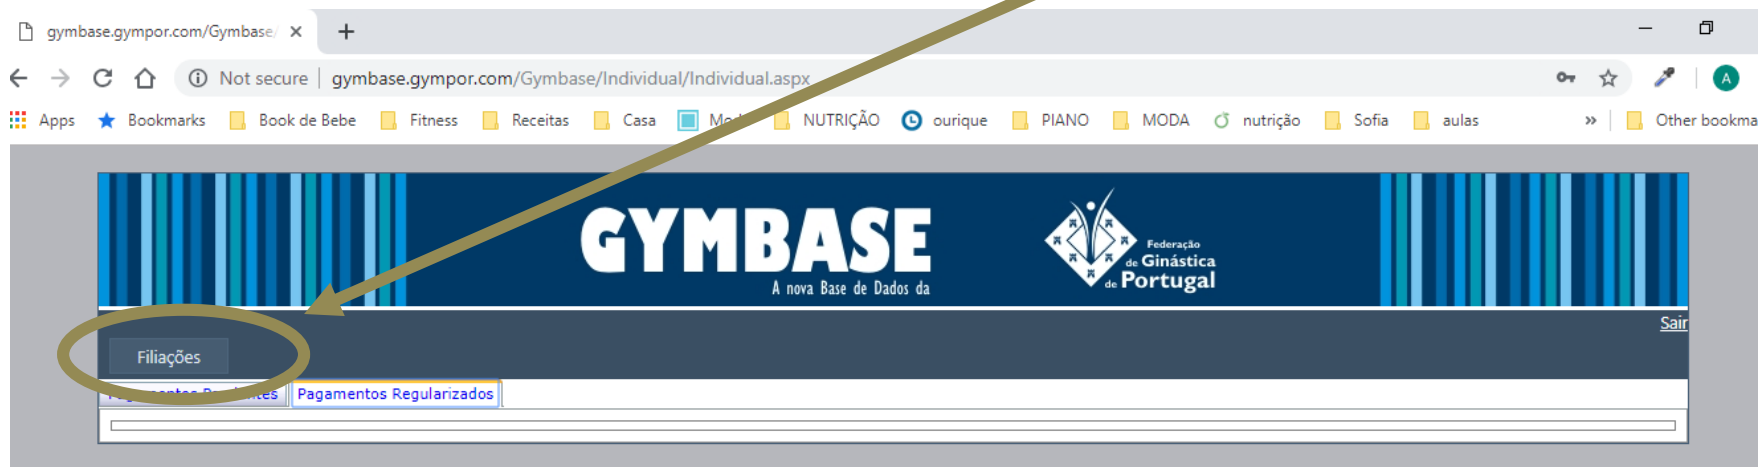 gymbase.gympor.com/Gymbase/
Not secure | gymbase.gympor.com/Gymbase/Individual/Individual.aspx
A
Apps Bookmarks Book de Bebe Fitness Receitas Casa NUTRIÇÃO ourique PIANO MODA nutrição Sofia aulas » Other bookma
GYMBASE
A nova Base de Dados da
Federação
de Ginástica
de Portugal
Sair
Filiações
Pagamentos Regularizados